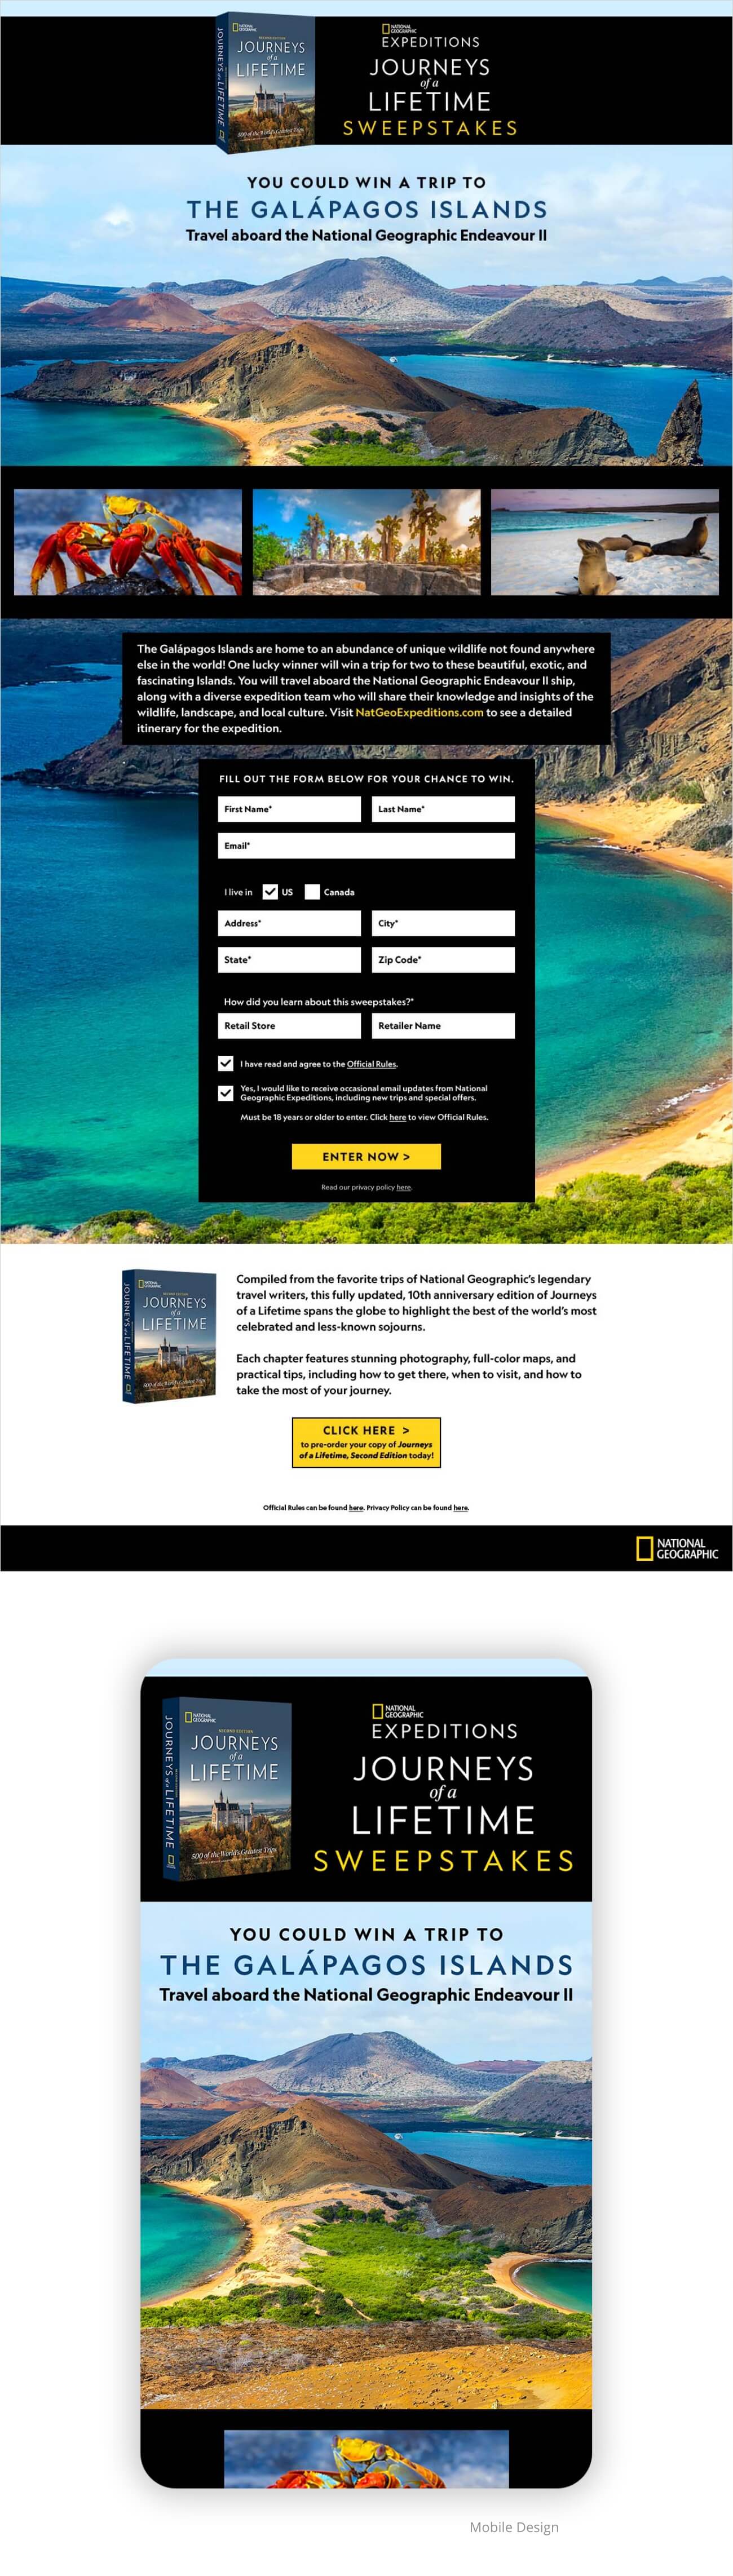 NATIONAL
GEOGRAPHIC
SECOND EDITION
JOURNEYS
of a
LIFETIME
500 of the World's Greatest Trips
JOURNEYS of a LIFETIME
NATIONAL
GEOGRAPHIC
EXPEDITIONS
JOURNEYS
of a
LIFETIME
SWEEPSTAKES
YOU COULD WIN A TRIP TO
THE GALÁPAGOS ISLANDS
Travel aboard the National Geographic Endeavour II
The Galápagos Islands are home to an abundance of unique wildlife not found anywhere
else in the world! One lucky winner will win a trip for two to these beautiful, exotic, and
fascinating Islands. You will travel aboard the National Geographic Endeavour II ship,
along with a diverse expedition team who will share their knowledge and insights of the
wildlife, landscape, and local culture. Visit NatGeoExpeditions.com to see a detailed
itinerary for the expedition.
FILL OUT THE FORM BELOW FOR YOUR CHANCE TO WIN.
First Name* Last Name*
Email*
I live in US Canada
Address* City*
State* Zip Code*
How did you learn about this sweepstakes?*
Retail Store Retailer Name
I have read and agree to the Official Rules.
Yes, I would like to receive occasional email updates from National
Geographic Expeditions, including new trips and special offers.
Must be 18 years or older to enter. Click here to view Official Rules.
ENTER NOW >
Read our privacy policy here.
NATIONAL
GEOGRAPHIC
SECOND EDITION
JOURNEYS
of a
LIFETIME
500 of the World's Greatest Trips
JOURNEYS of a LIFETIME
Compiled from the favorite trips of National Geographic's legendary
travel writers, this fully updated, 10th anniversary edition of Journeys
of a Lifetime spans the globe to highlight the best of the world's most
celebrated and less-known sojourns.
Each chapter features stunning photography, full-color maps, and
practical tips, including how to get there, when to visit, and how to
take the most of your journey.
CLICK HERE >
to pre-order your copy of Journeys
of a Lifetime, Second Edition today!
Official Rules can be found here. Privacy Policy can be found here.
NATIONAL
GEOGRAPHIC
NATIONAL
GEOGRAPHIC
SECOND EDITION
JOURNEYS
of a
LIFETIME
500 of the World's Greatest Trips
JOURNEYS of a LIFETIME
NATIONAL
GEOGRAPHIC
EXPEDITIONS
JOURNEYS
of a
LIFETIME
SWEEPSTAKES
YOU COULD WIN A TRIP TO
THE GALÁPAGOS ISLANDS
Travel aboard the National Geographic Endeavour II
Mobile Design